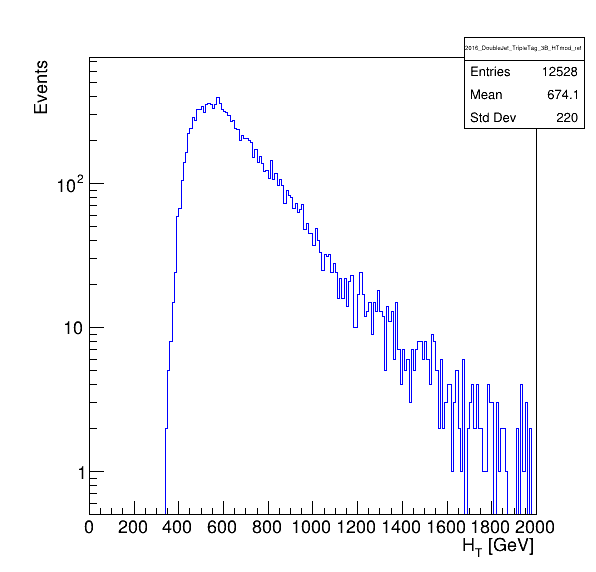 2016_DoubleJet_TripleTag_3B_HTmod_ref
Entries 12528
Mean 674.1
Std Dev 220
Events
10²
10
1
0 200 400 600 800 1000 1200 1400 1600 1800 2000
H_T [GeV]